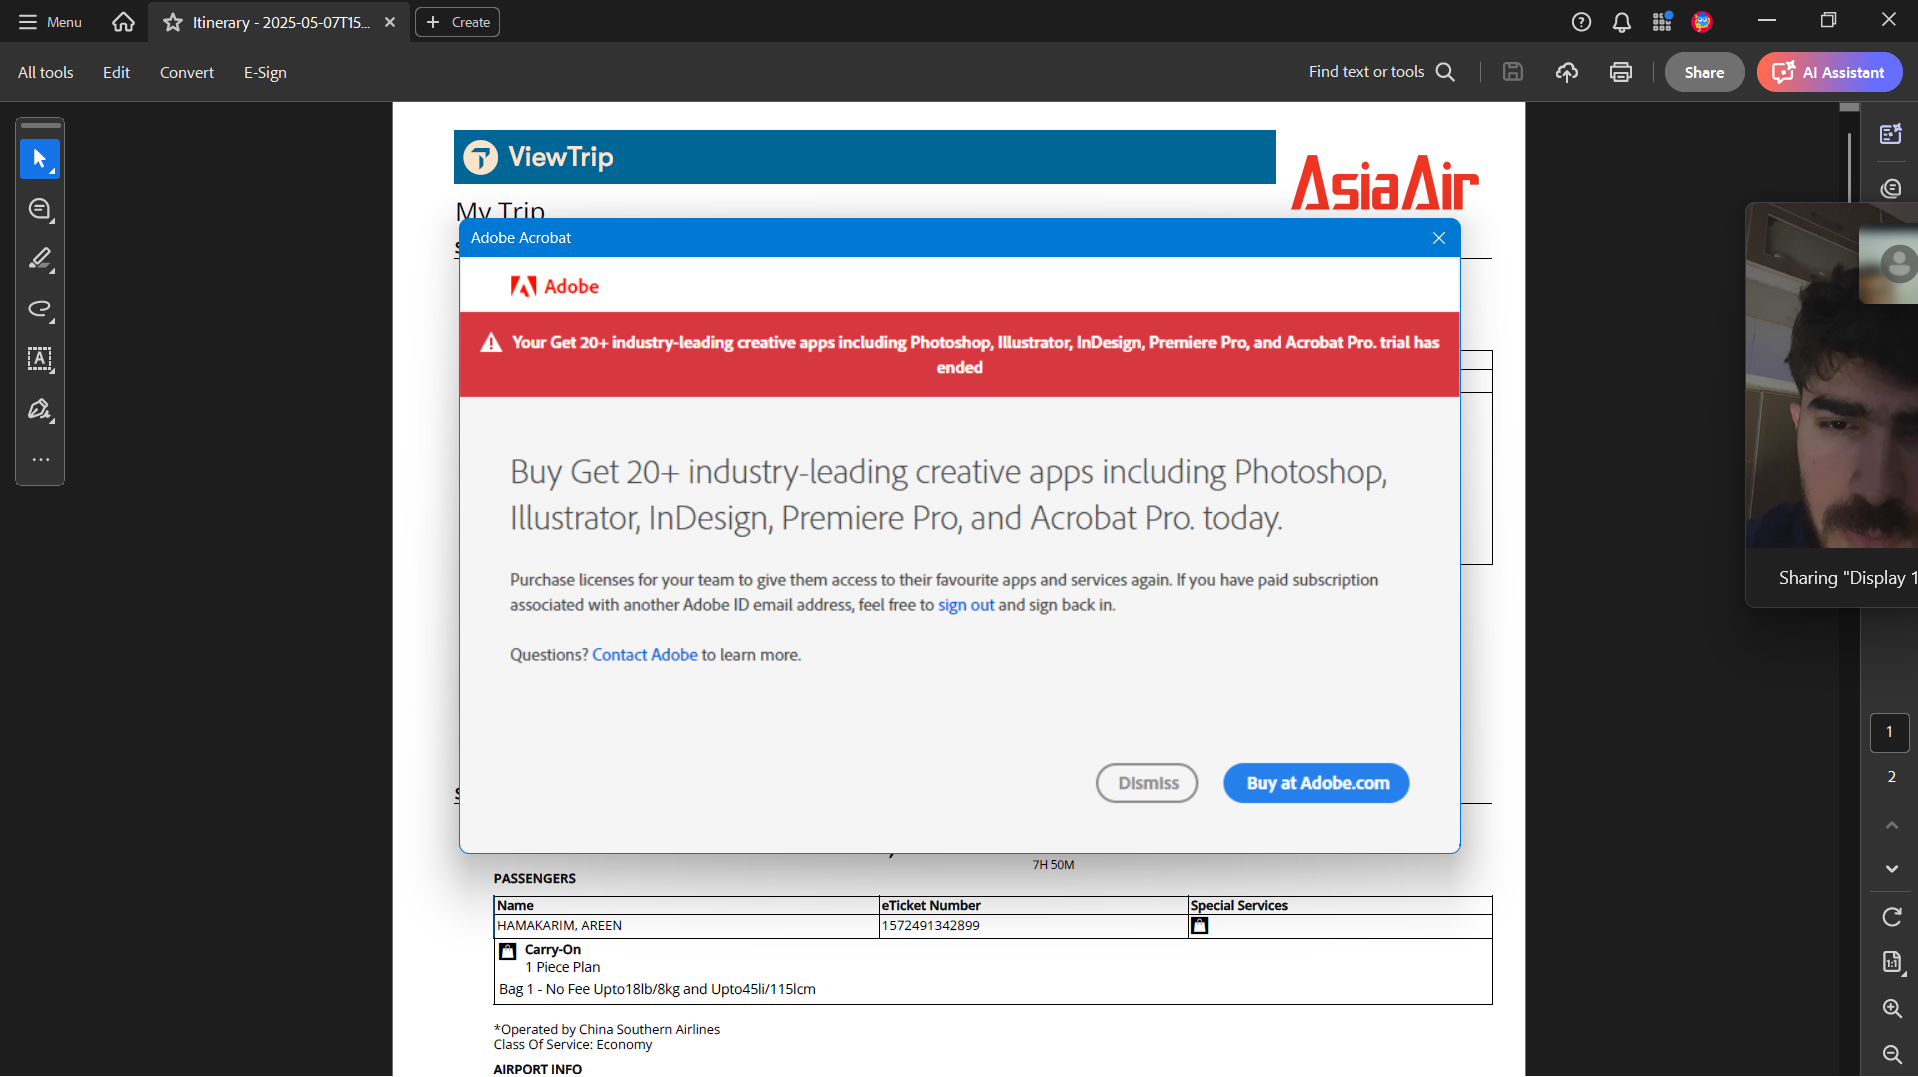 Menu
Itinerary - 2025-05-07T15...
Create
All tools
Edit
Convert
E-Sign
Find text or tools
Share
AI Assistant
ViewTrip
AsiaAir
My Trip
Adobe Acrobat
Adobe
Your Get 20+ industry-leading creative apps including Photoshop, Illustrator, InDesign, Premiere Pro, and Acrobat Pro. trial has
ended
Buy Get 20+ industry-leading creative apps including Photoshop,
Illustrator, InDesign, Premiere Pro, and Acrobat Pro. today.
Purchase licenses for your team to give them access to their favourite apps and services again. If you have paid subscription
associated with another Adobe ID email address, feel free to sign out and sign back in.
Questions? Contact Adobe to learn more.
Dismiss
Buy at Adobe.com
Sharing "Display 1
1
2
7H 50M
PASSENGERS
Name
eTicket Number
Special Services
HAMAKARIM, AREEN
1572491342899
Carry-On
1 Piece Plan
Bag 1 - No Fee Upto18lb/8kg and Upto45li/115lcm
*Operated by China Southern Airlines
Class Of Service: Economy
AIRPORT INFO